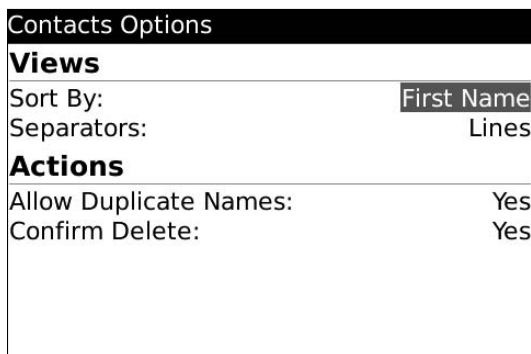 Contacts Options
Views
Sort By: First Name
Separators: Lines
Actions
Allow Duplicate Names: Yes
Confirm Delete: Yes